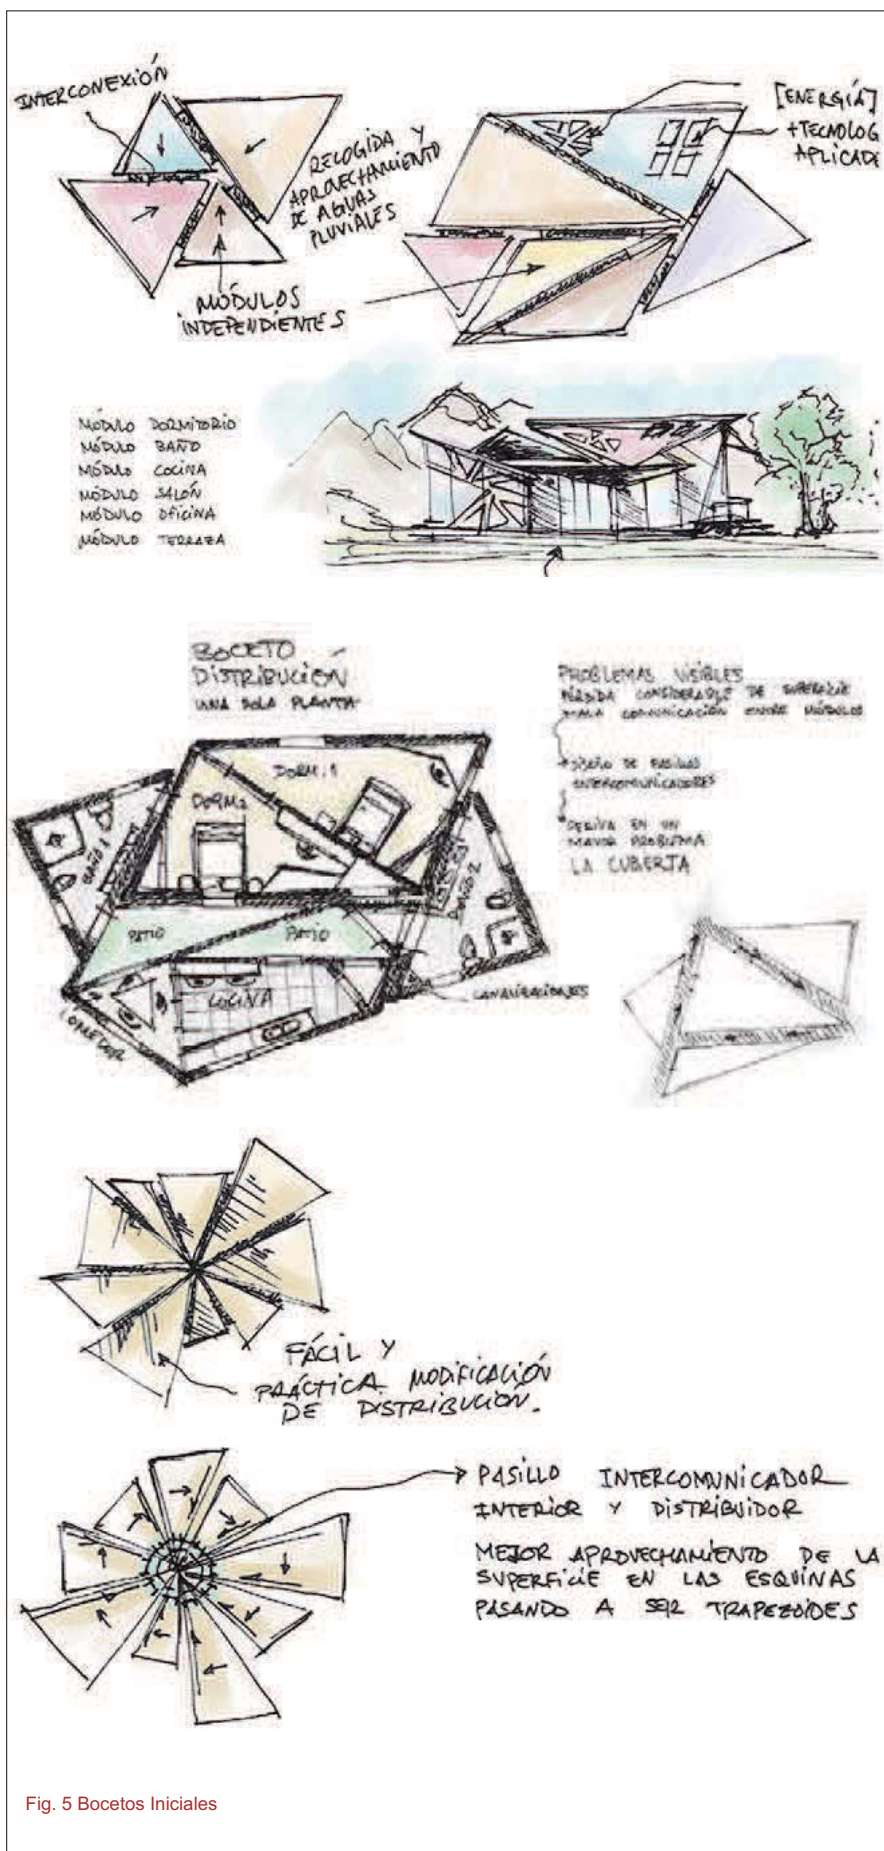 INTERCONEXIÓN
RECOGIDA Y
APROVECHAMIENTO
DE AGUAS
PLUVIALES
MÓDULOS
INDEPENDIENTES
[ENERGÍA]
+TECNOLOG
APLICADA
MÓDULO DORMITORIO
MÓDULO BAÑO
MÓDULO COCINA
MÓDULO SALÓN
MÓDULO OFICINA
MÓDULO TERRAZA
BOCETO
DISTRIBUCIÓN
UNA SOLA PLANTA
PROBLEMAS VISIBLES
PÉRDIDA CONSIDERABLE DE SUPERFICIE
MALA COMUNICACIÓN ENTRE MÓDULOS
DISEÑO DE PASILLOS
INTERCOMUNICADORES
DERIVA EN UN
MAYOR PROBLEMA
LA CUBIERTA
DORM.1
DORM2
BAÑO 1
BAÑO 2
PATIO
PATIO
COCINA
COMEDOR
CANALIZACIONES
FÁCIL Y
PRÁCTICA MODIFICACIÓN
DE DISTRIBUCIÓN.
PASILLO INTERCOMUNICADOR
INTERIOR Y DISTRIBUIDOR
MEJOR APROVECHAMIENTO DE LA
SUPERFICIE EN LAS ESQUINAS
PASANDO A SER TRAPEZOIDES
Fig. 5 Bocetos Iniciales